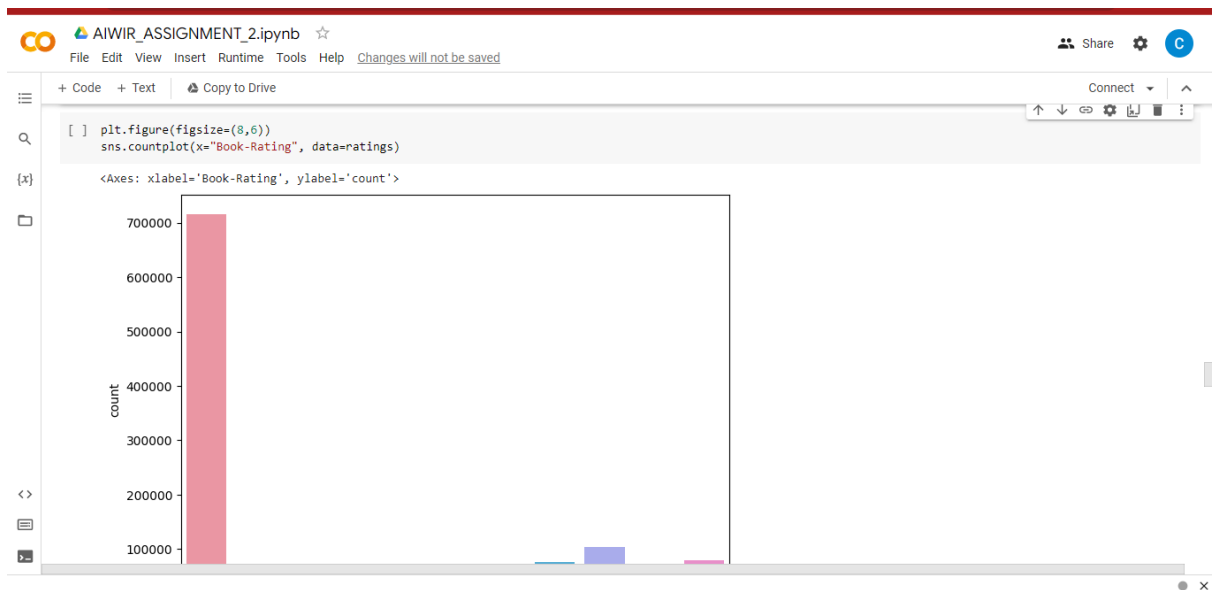 AIWIR_ASSIGNMENT_2.ipynb
File Edit View Insert Runtime Tools Help Changes will not be saved
Share
C
+ Code + Text Copy to Drive
Connect
{x}
[ ] plt.figure(figsize=(8,6))
sns.countplot(x="Book-Rating", data=ratings)
<Axes: xlabel='Book-Rating', ylabel='count'>
700000
600000
500000
400000
count
300000
200000
100000